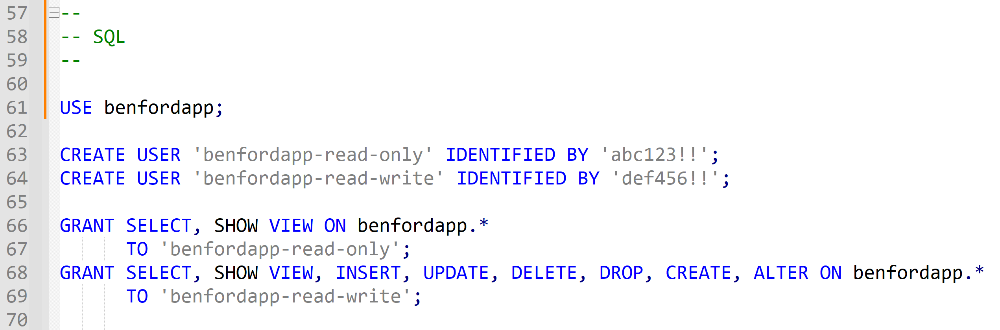 57 --
58 -- SQL
59 --
60
61 USE benfordapp;
62
63 CREATE USER 'benfordapp-read-only' IDENTIFIED BY 'abc123!!';
64 CREATE USER 'benfordapp-read-write' IDENTIFIED BY 'def456!!';
65
66 GRANT SELECT, SHOW VIEW ON benfordapp.*
67       TO 'benfordapp-read-only';
68 GRANT SELECT, SHOW VIEW, INSERT, UPDATE, DELETE, DROP, CREATE, ALTER ON benfordapp.*
69       TO 'benfordapp-read-write';
70